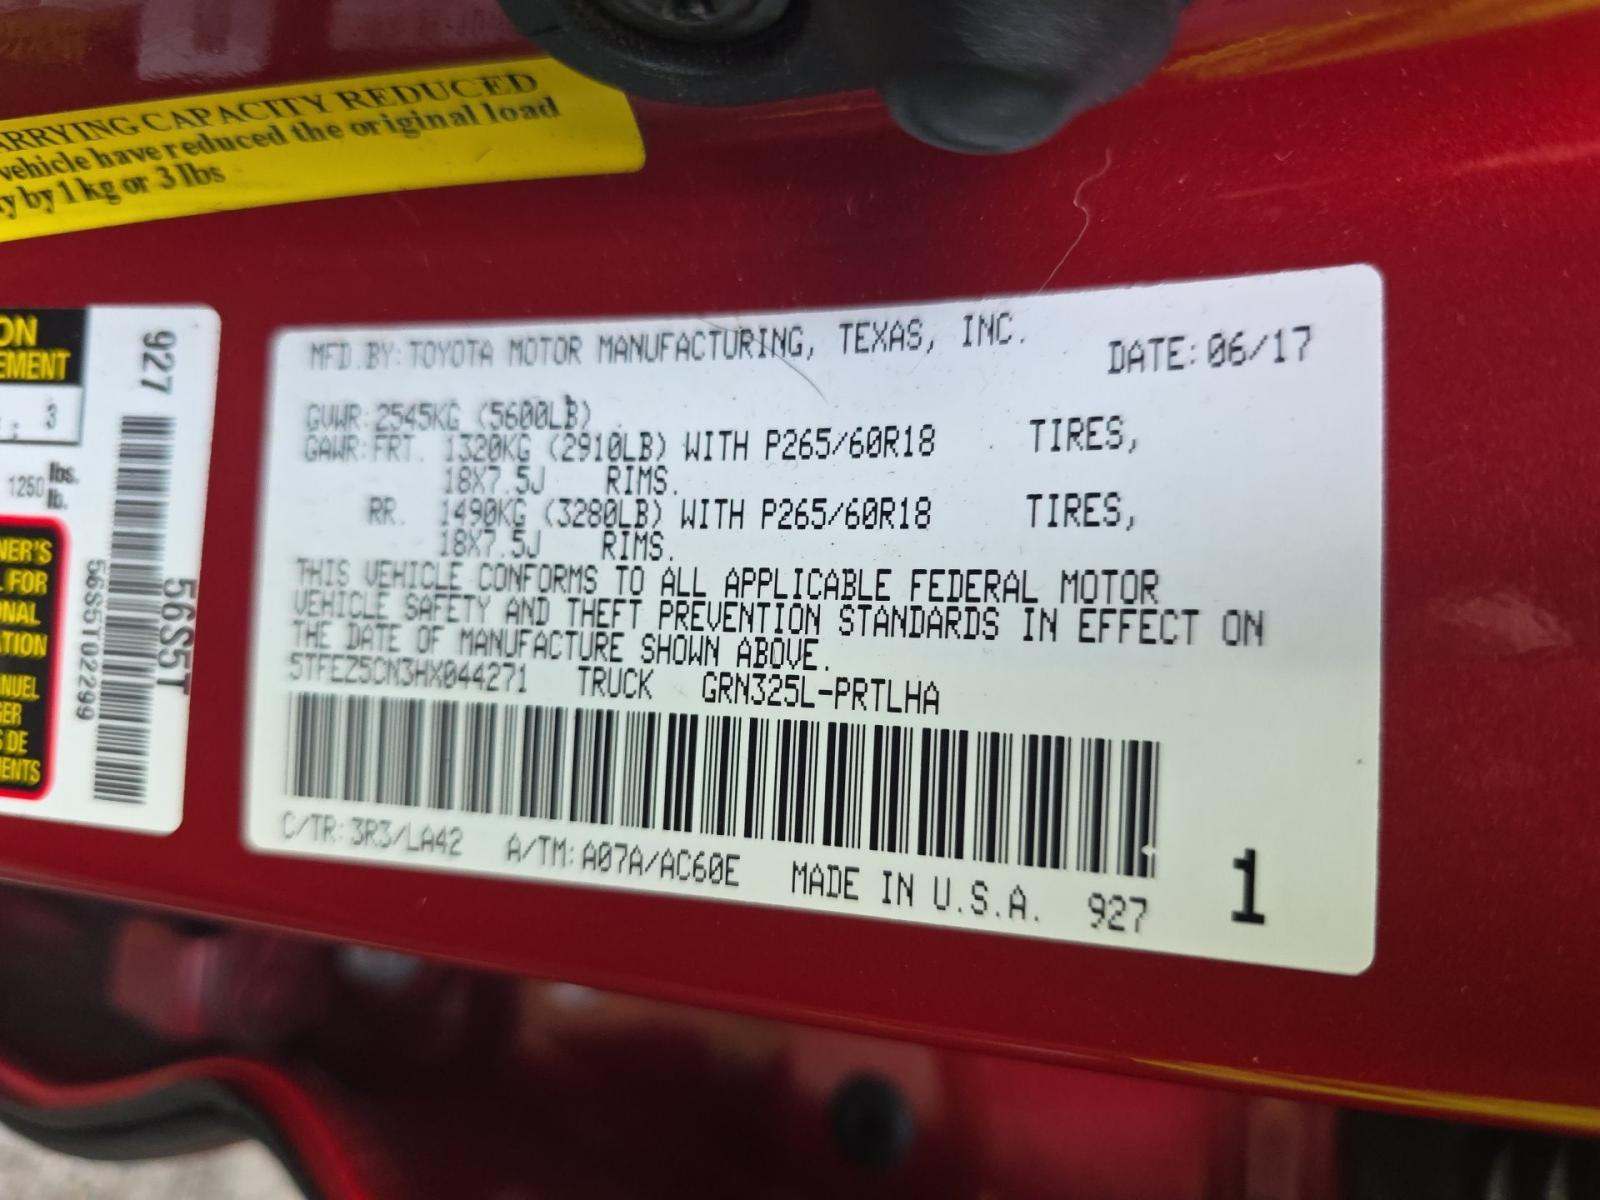 ARRYING CAPACITY REDUCED
vehicle have reduced the original load
by 1 kg or 3 lbs
ON
EMENT
3
1250 lbs.
lb.
NER'S
FOR
ONAL
ATION
NUEL
GER
DE
ENTS
927
56S5T
56S5T02299
MFD.BY:TOYOTA MOTOR MANUFACTURING, TEXAS, INC. DATE:06/17
GVWR:2545KG (5600LB)
GAWR:FRT. 1320KG (2910LB) WITH P265/60R18 TIRES,
18X7.5J RIMS.
RR. 1490KG (3280LB) WITH P265/60R18 TIRES,
18X7.5J RIMS.
THIS VEHICLE CONFORMS TO ALL APPLICABLE FEDERAL MOTOR
VEHICLE SAFETY AND THEFT PREVENTION STANDARDS IN EFFECT ON
THE DATE OF MANUFACTURE SHOWN ABOVE.
5TFEZ5CN3HX044271 TRUCK GRN325L-PRTLHA
C/TR:3R3/LA42 A/TM:A07A/AC60E MADE IN U.S.A. 927 1